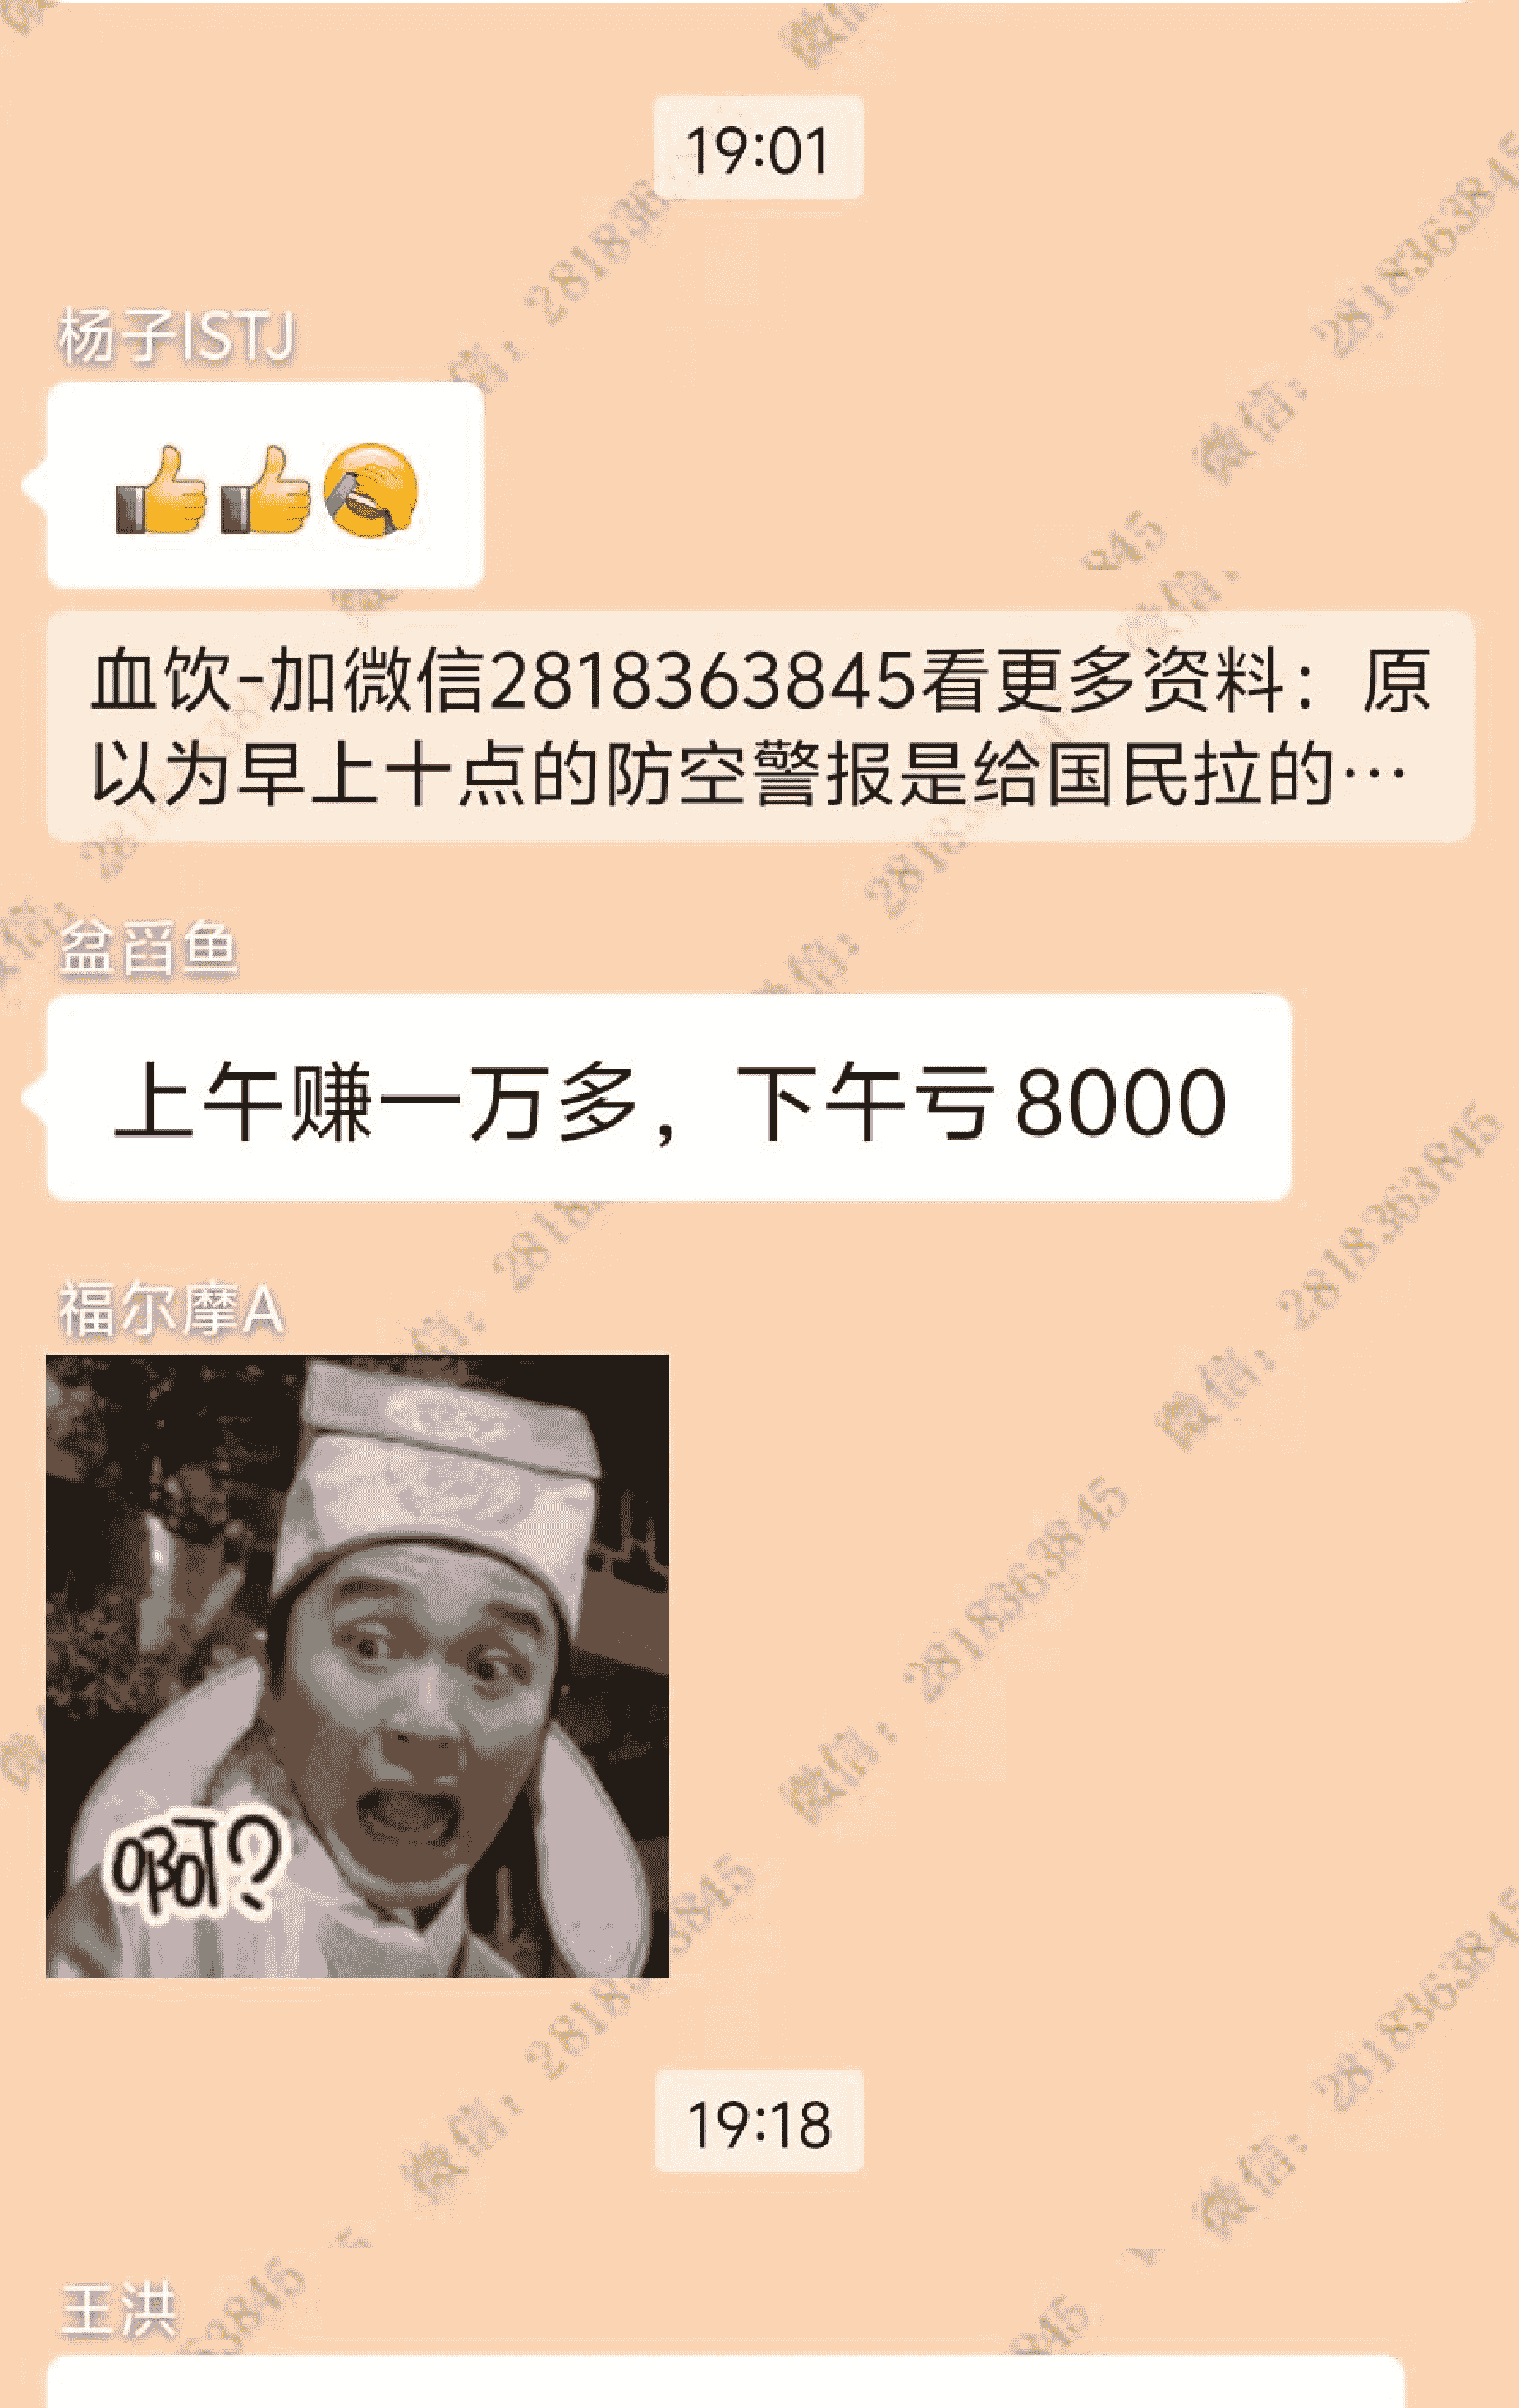 19:01
杨子ISTJ
血饮-加微信2818363845看更多资料：原
以为早上十点的防空警报是给国民拉的…
盆舀鱼
上午赚一万多，下午亏8000
福尔摩A
啊？
19:18
王洪
微信：2818363845